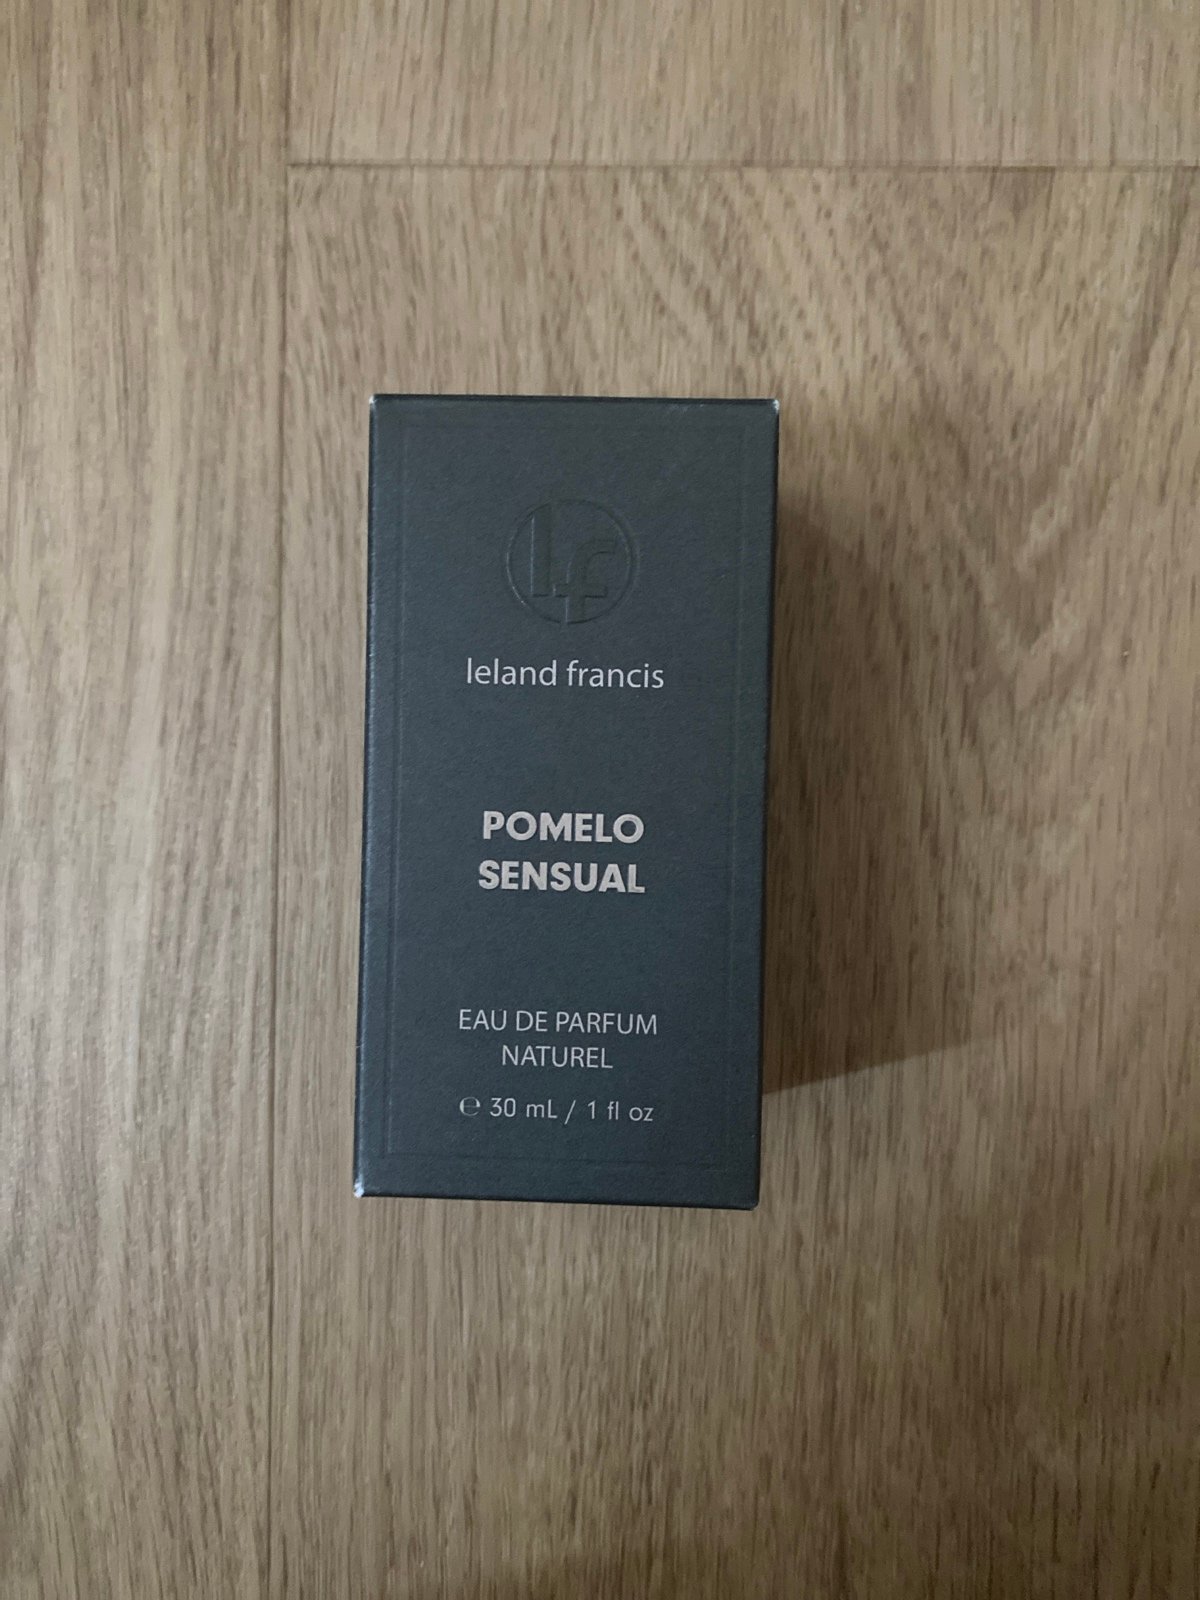 lf
leland francis
POMELO
SENSUAL
EAU DE PARFUM
NATUREL
℮ 30 mL / 1 fl oz